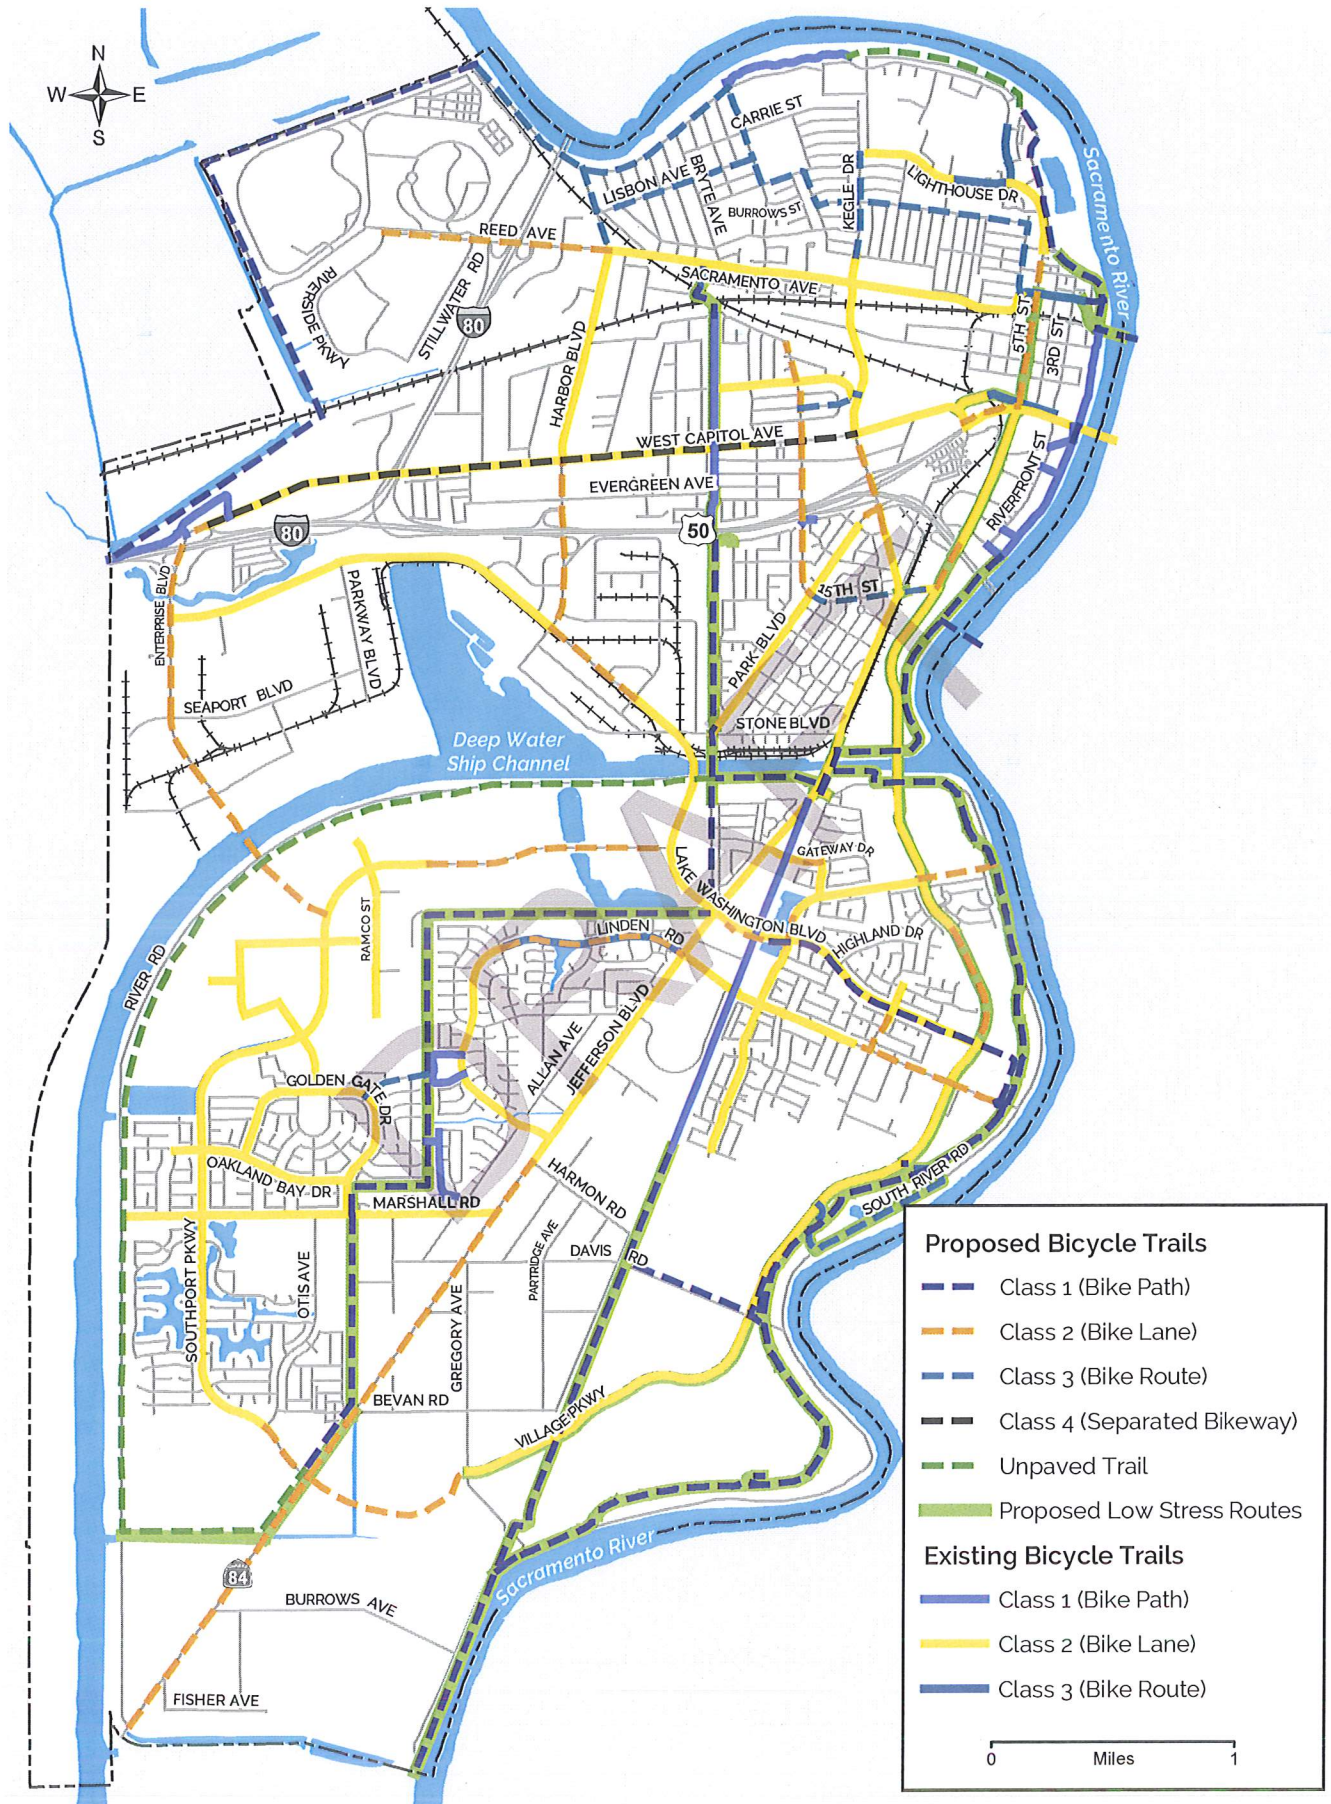 N
W E
S
Sacramento River
CARRIE ST
LISBON AVE
BRYTE AVE
KEGLE DR
LIGHTHOUSE DR
BURROWS ST
REED AVE
SACRAMENTO AVE
RIVERSIDE PKWY
STILLWATER RD
80
HARBOR BLVD
5TH ST
3RD ST
WEST CAPITOL AVE
EVERGREEN AVE
RIVERFRONT ST
80
50
ENTERPRISE BLVD
PARKWAY BLVD
15TH ST
PARK BLVD
SEAPORT BLVD
STONE BLVD
Deep Water
Ship Channel
GATEWAY DR
LAKE WASHINGTON BLVD
RAMCO ST
LINDEN RD
HIGHLAND DR
RIVER RD
JEFFERSON BLVD
ALLAN AVE
GOLDEN GATE DR
OAKLAND BAY DR
MARSHALL RD
HARMON RD
SOUTH RIVER RD
DAVIS RD
PARTRIDGE AVE
OTIS AVE
SOUTHPORT PKWY
GREGORY AVE
BEVAN RD
VILLAGE PKWY
Sacramento River
84
BURROWS AVE
FISHER AVE
DRAFT
Proposed Bicycle Trails
Class 1 (Bike Path)
Class 2 (Bike Lane)
Class 3 (Bike Route)
Class 4 (Separated Bikeway)
Unpaved Trail
Proposed Low Stress Routes
Existing Bicycle Trails
Class 1 (Bike Path)
Class 2 (Bike Lane)
Class 3 (Bike Route)
0 Miles 1